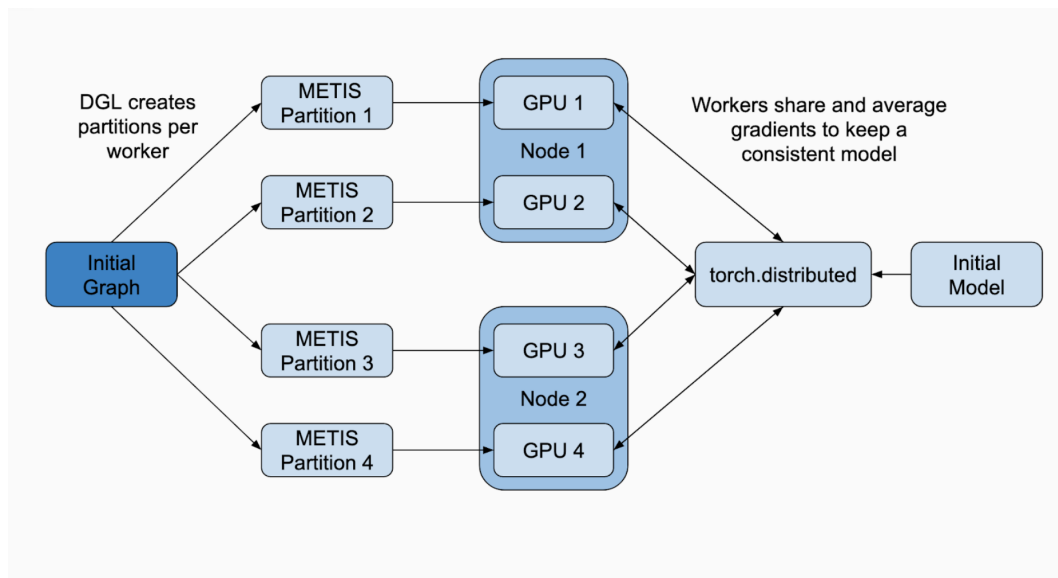 DGL creates
partitions per
worker
Initial
Graph
METIS
Partition 1
METIS
Partition 2
METIS
Partition 3
METIS
Partition 4
GPU 1
Node 1
GPU 2
GPU 3
Node 2
GPU 4
Workers share and average
gradients to keep a
consistent model
torch.distributed
Initial
Model